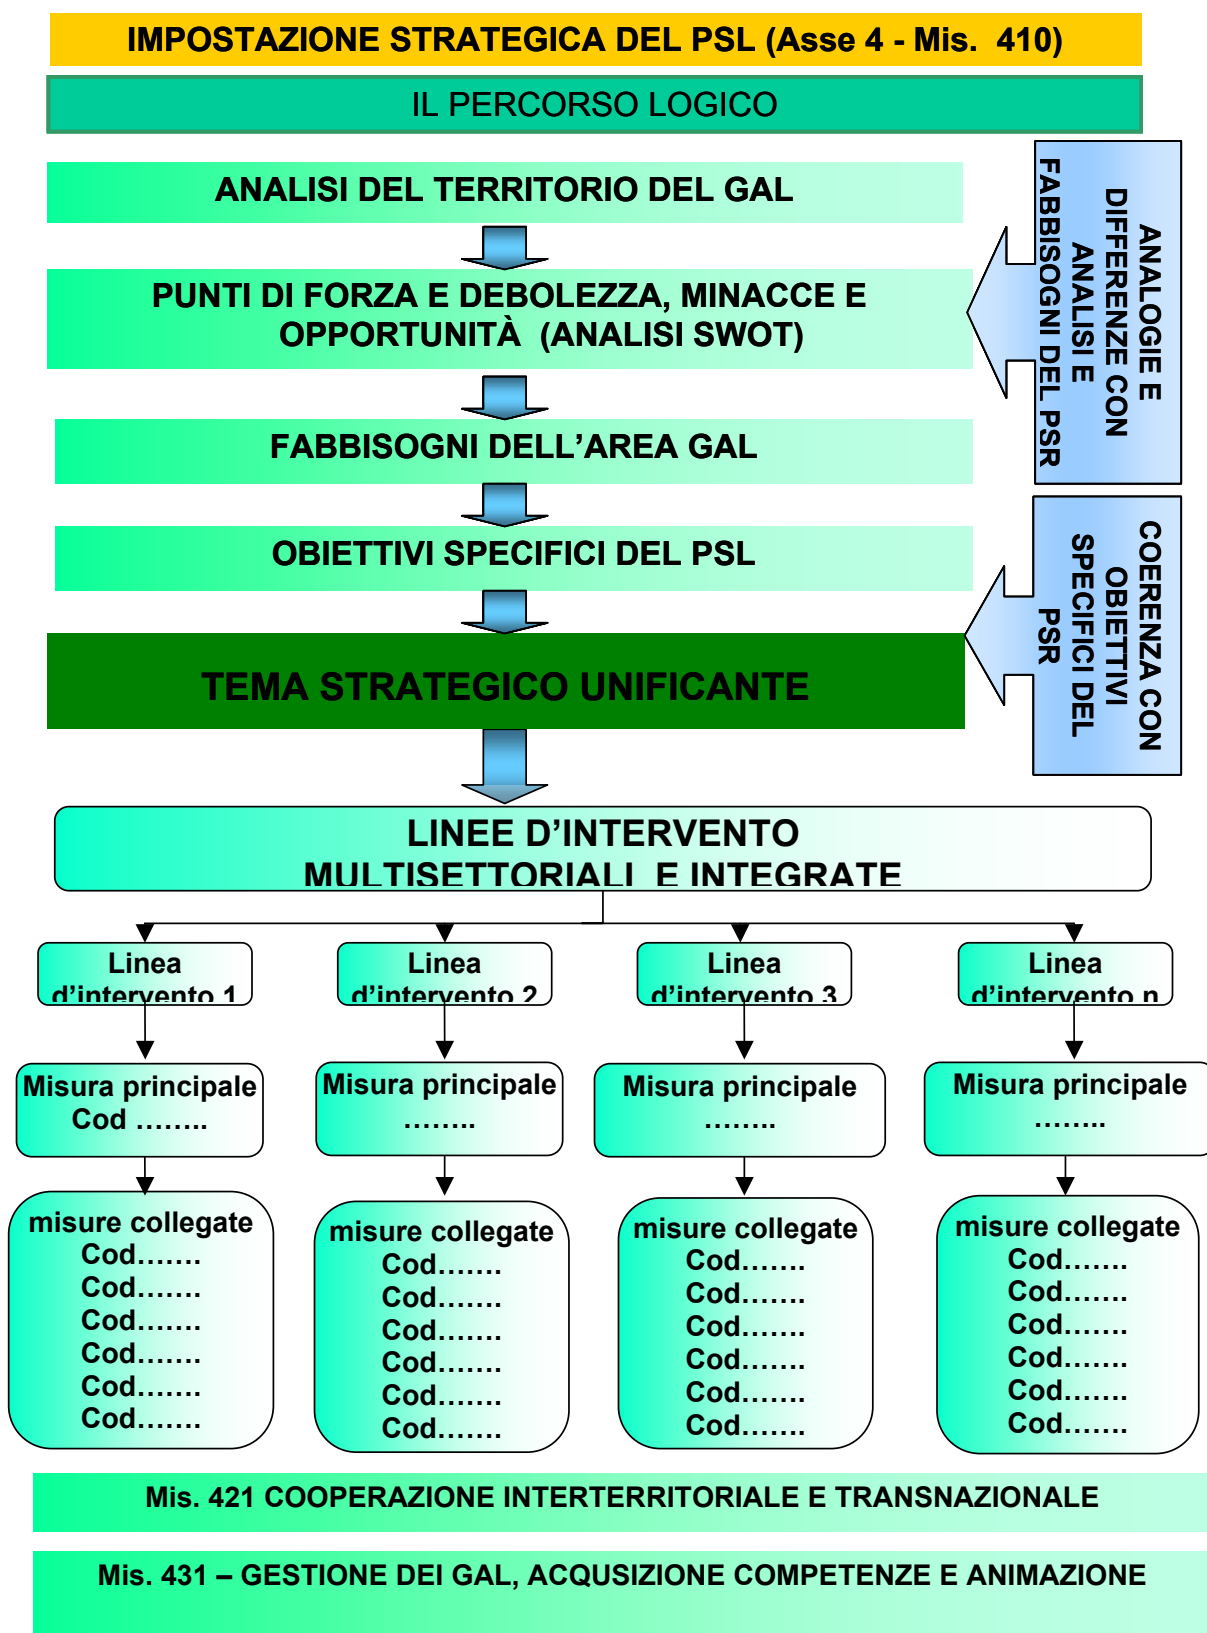 IMPOSTAZIONE STRATEGICA DEL PSL (Asse 4 - Mis. 410)
IL PERCORSO LOGICO
ANALISI DEL TERRITORIO DEL GAL
PUNTI DI FORZA E DEBOLEZZA, MINACCE E
OPPORTUNITÀ (ANALISI SWOT)
FABBISOGNI DELL’AREA GAL
OBIETTIVI SPECIFICI DEL PSL
TEMA STRATEGICO UNIFICANTE
ANALOGIE E
DIFFERENZE CON
ANALISI E
FABBISOGNI DEL PSR
COERENZA CON
OBIETTIVI
SPECIFICI DEL
PSR
LINEE D’INTERVENTO
MULTISETTORIALI E INTEGRATE
Linea
d’intervento 1
Linea
d’intervento 2
Linea
d’intervento 3
Linea
d’intervento n
Misura principale
Cod ……..
Misura principale
……..
Misura principale
……..
Misura principale
……..
misure collegate
Cod…….
Cod…….
Cod…….
Cod…….
Cod…….
Cod…….
misure collegate
Cod…….
Cod…….
Cod…….
Cod…….
Cod…….
Cod…….
misure collegate
Cod…….
Cod…….
Cod…….
Cod…….
Cod…….
Cod…….
misure collegate
Cod…….
Cod…….
Cod…….
Cod…….
Cod…….
Cod…….
Mis. 421 COOPERAZIONE INTERTERRITORIALE E TRANSNAZIONALE
Mis. 431 – GESTIONE DEI GAL, ACQUSIZIONE COMPETENZE E ANIMAZIONE